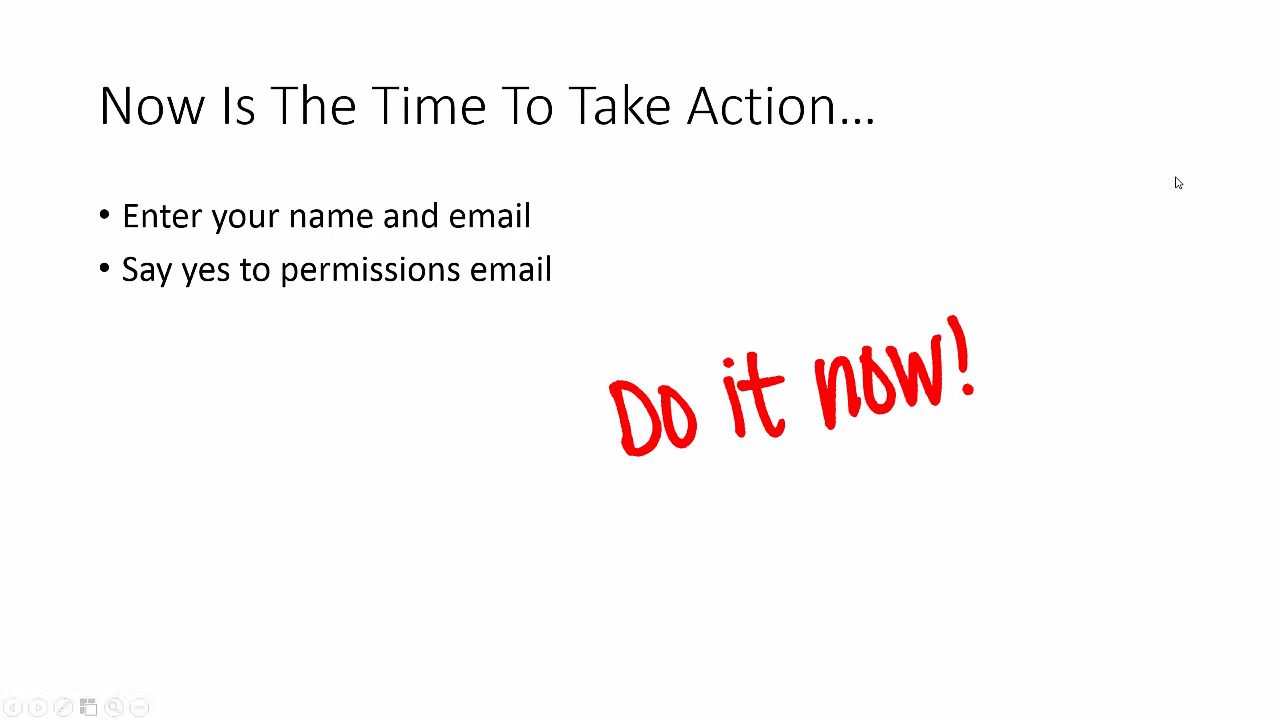 Now Is The Time To Take Action...
• Enter your name and email
• Say yes to permissions email
Do it now!